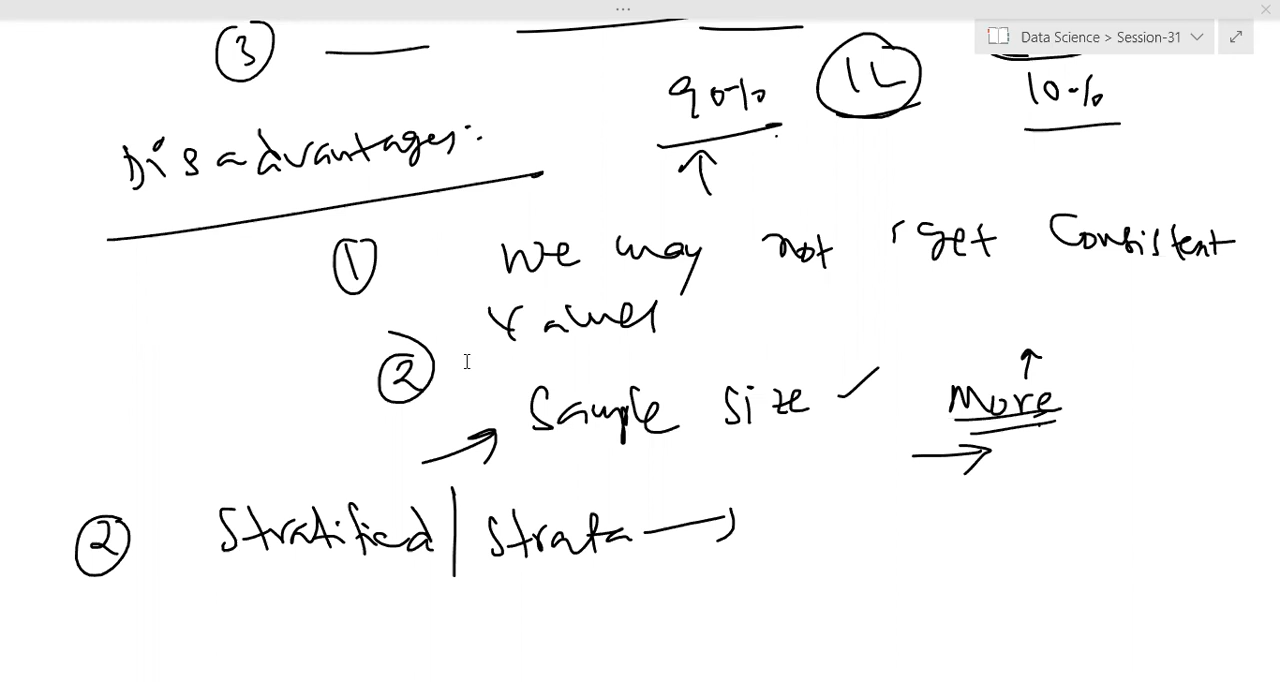 Data Science > Session-31
③
90% 1L 10%
Disadvantages:
① We may not get Consistent
Values
②
Sample Size ✓ More
② Stratified | Strata →